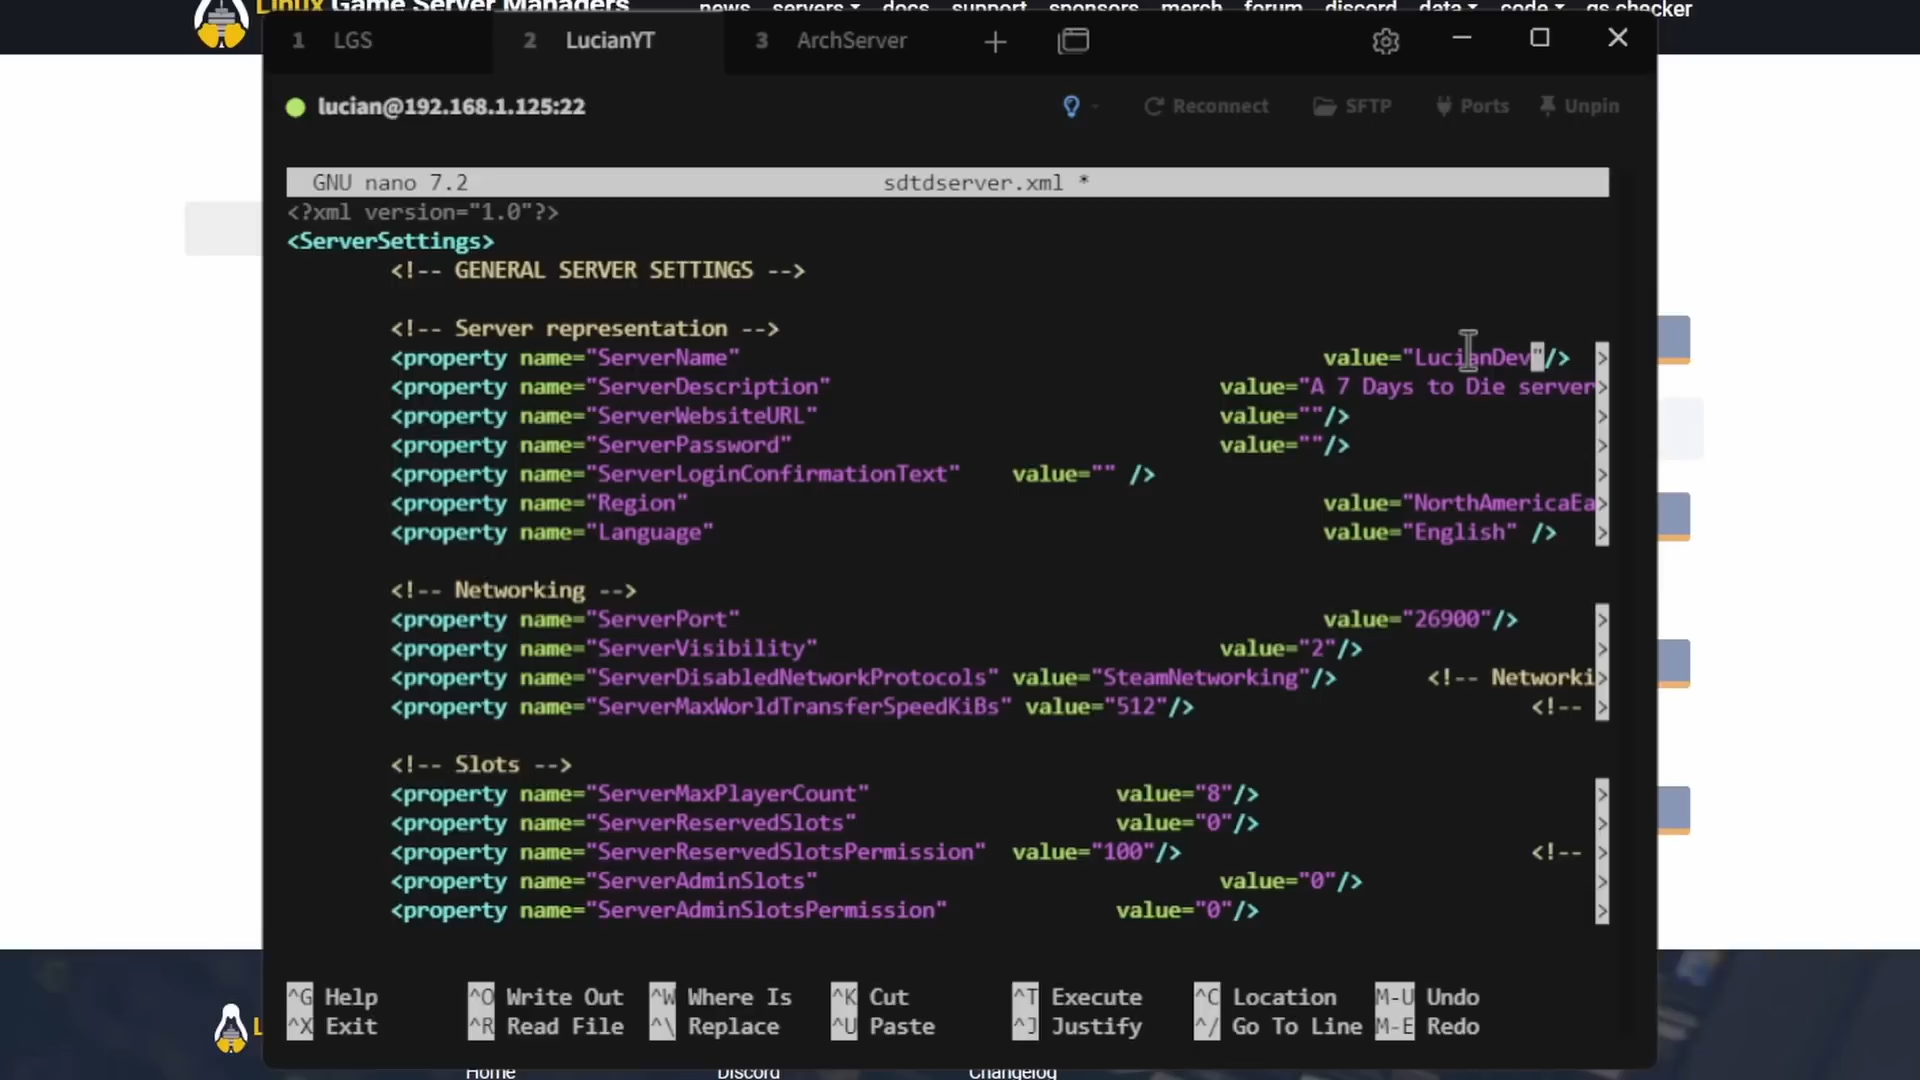 Linux Game Server Managers news servers docs support sponsors merch forum discord data code gs checker
1 LGS 2 LucianYT 3 ArchServer
lucian@192.168.1.125:22 Reconnect SFTP Ports Unpin
GNU nano 7.2 sdtdserver.xml *
<?xml version="1.0"?>
<ServerSettings>
<!-- GENERAL SERVER SETTINGS -->
<!-- Server representation -->
<property name="ServerName" value="LucianDev"/> >
<property name="ServerDescription" value="A 7 Days to Die server>
<property name="ServerWebsiteURL" value=""/> >
<property name="ServerPassword" value=""/> >
<property name="ServerLoginConfirmationText" value="" /> >
<property name="Region" value="NorthAmericaEa>
<property name="Language" value="English" /> >
<!-- Networking -->
<property name="ServerPort" value="26900"/> >
<property name="ServerVisibility" value="2"/> >
<property name="ServerDisabledNetworkProtocols" value="SteamNetworking"/> <!-- Networki>
<property name="ServerMaxWorldTransferSpeedKiBs" value="512"/> <!-- >
<!-- Slots -->
<property name="ServerMaxPlayerCount" value="8"/> >
<property name="ServerReservedSlots" value="0"/> >
<property name="ServerReservedSlotsPermission" value="100"/> <!-- >
<property name="ServerAdminSlots" value="0"/> >
<property name="ServerAdminSlotsPermission" value="0"/> >
^G Help ^O Write Out ^W Where Is ^K Cut ^T Execute ^C Location M-U Undo
^X Exit ^R Read File ^\ Replace ^U Paste ^J Justify ^/ Go To Line M-E Redo
L
Home Discord Changelog